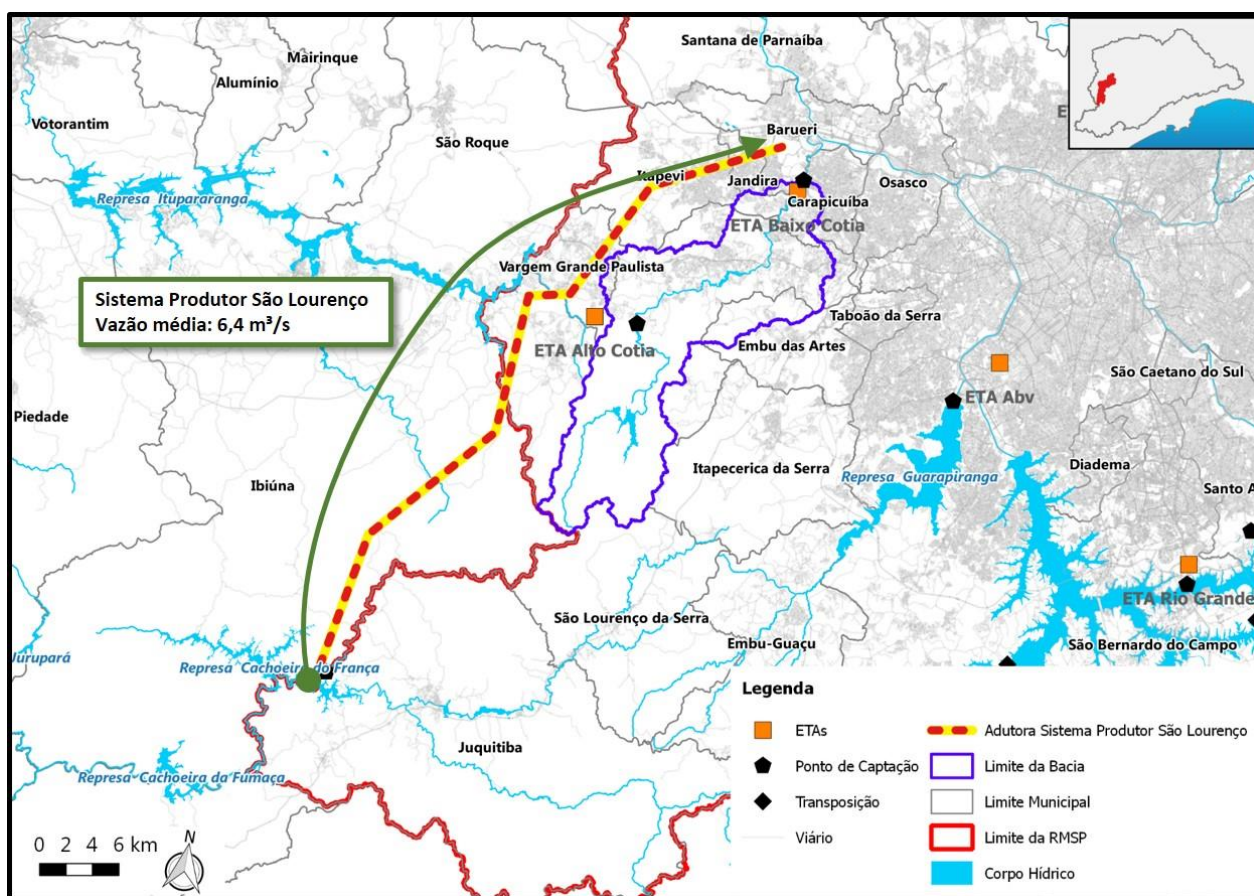 Santana de Parnaíba
Mairinque
Alumínio
Votorantim
São Roque
Barueri
Itapevi
Jandira
Osasco
Carapicuíba
Represa Itupararanga
ETA Baixo Cotia
Vargem Grande Paulista
Sistema Produtor São Lourenço
Vazão média: 6,4 m³/s
Taboão da Serra
ETA Alto Cotia
Embu das Artes
São Caetano do Sul
ETA Abv
Piedade
Itapecerica da Serra
Diadema
Represa Guarapiranga
Ibiúna
Santo A
ETA Rio Grande
São Lourenço da Serra
Embu-Guaçu
São Bernardo do Campo
Jurupará
Represa Cachoeira do França
Juquitiba
Represa Cachoeira da Fumaça
0 2 4 6 km
N
Legenda
ETAs
Ponto de Captação
Transposição
Viário
Adutora Sistema Produtor São Lourenço
Limite da Bacia
Limite Municipal
Limite da RMSP
Corpo Hídrico